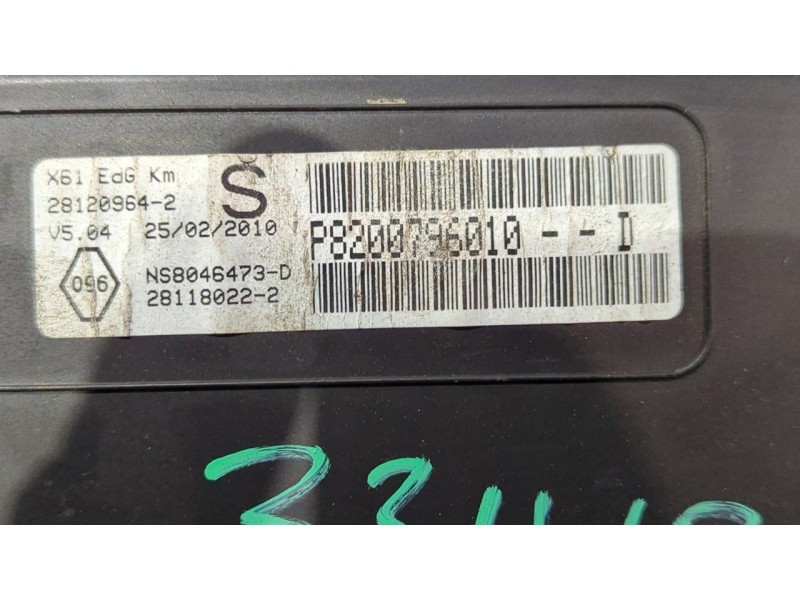 X61 EdG Km
S
28120964-2
V5.04 25/02/2010
P8200796010--D
096
NS8046473-D
28118022-2